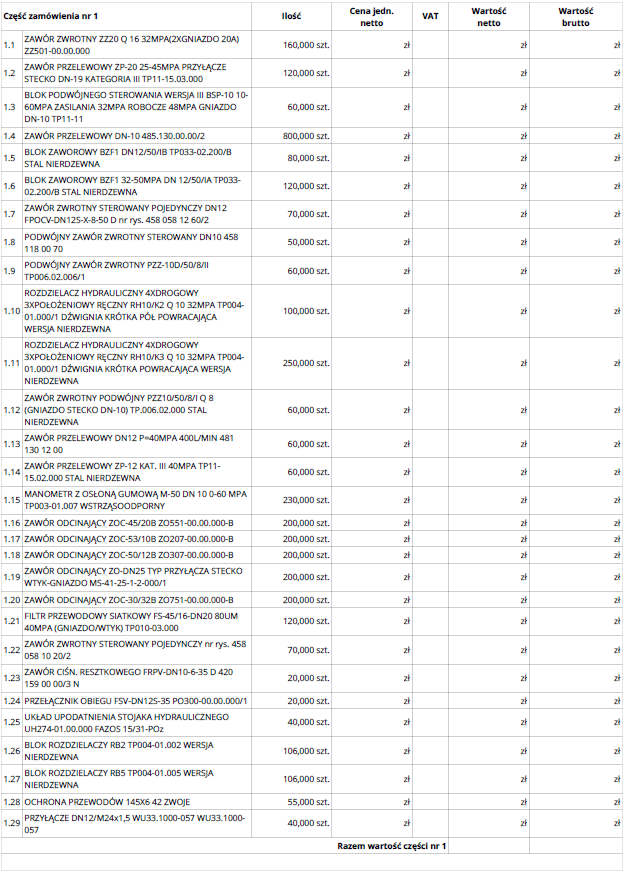 Część zamówienia nr 1 Ilość Cena jedn. netto VAT Wartość netto Wartość brutto
1.1 ZAWÓR ZWROTNY ZZ20 Q 16 32MPA(2XGNIAZDO 20A) 160,000 szt. zł zł zł
ZZ501-00.00.000
1.2 ZAWÓR PRZELEWOWY ZP-20 25-45MPA PRZYŁĄCZE 120,000 szt. zł zł zł
STECKO DN-19 KATEGORIA III TP11-15.03.000
1.3 BLOK PODWÓJNEGO STEROWANIA WERSJA III BSP-10 10- 60,000 szt. zł zł zł
60MPA ZASILANIA 32MPA ROBOCZE 48MPA GNIAZDO
DN-10 TP11-11
1.4 ZAWÓR PRZELEWOWY DN-10 485.130.00.00/2 800,000 szt. zł zł zł
1.5 BLOK ZAWOROWY BZF1 DN12/50/IB TP033-02.200/B 80,000 szt. zł zł zł
STAL NIERDZEWNA
1.6 BLOK ZAWOROWY BZF1 32-50MPA DN 12/50/IA TP033- 120,000 szt. zł zł zł
02.200/B STAL NIERDZEWNA
1.7 ZAWÓR ZWROTNY STEROWANY POJEDYNCZY DN12 70,000 szt. zł zł zł
FPOCV-DN12S-X-8-50 D nr rys. 458 058 12 60/2
1.8 PODWÓJNY ZAWÓR ZWROTNY STEROWANY DN10 458 50,000 szt. zł zł zł
118 00 70
1.9 PODWÓJNY ZAWÓR ZWROTNY PZZ-10D/50/8/II 60,000 szt. zł zł zł
TP006.02.006/1
1.10 ROZDZIELACZ HYDRAULICZNY 4XDROGOWY 100,000 szt. zł zł zł
3XPOŁOŻENIOWY RĘCZNY RH10/K2 Q 10 32MPA TP004-
01.000/1 DŹWIGNIA KRÓTKA PÓŁ POWRACAJĄCA
WERSJA NIERDZEWNA
1.11 ROZDZIELACZ HYDRAULICZNY 4XDROGOWY 250,000 szt. zł zł zł
3XPOŁOŻENIOWY RĘCZNY RH10/K3 Q 10 32MPA TP004-
01.000/1 DŹWIGNIA KRÓTKA POWRACAJĄCA WERSJA
NIERDZEWNA
1.12 ZAWÓR ZWROTNY PODWÓJNY PZZ10/50/8/I Q 8 60,000 szt. zł zł zł
(GNIAZDO STECKO DN-10) TP.006.02.000 STAL
NIERDZEWNA
1.13 ZAWÓR PRZELEWOWY DN12 P=40MPA 400L/MIN 481 60,000 szt. zł zł zł
130 12 00
1.14 ZAWÓR PRZELEWOWY ZP-12 KAT. III 40MPA TP11- 60,000 szt. zł zł zł
15.02.000 STAL NIERDZEWNA
1.15 MANOMETR Z OSŁONĄ GUMOWĄ M-50 DN 10 0-60 MPA 230,000 szt. zł zł zł
TP003-01.007 WSTRZĄSOODPORNY
1.16 ZAWÓR ODCINAJĄCY ZOC-45/20B ZO551-00.00.000-B 200,000 szt. zł zł zł
1.17 ZAWÓR ODCINAJĄCY ZOC-53/10B ZO207-00.00.000-B 200,000 szt. zł zł zł
1.18 ZAWÓR ODCINAJĄCY ZOC-50/12B ZO307-00.00.000-B 200,000 szt. zł zł zł
1.19 ZAWÓR ODCINAJĄCY ZO-DN25 TYP PRZYŁĄCZA STECKO 200,000 szt. zł zł zł
WTYK-GNIAZDO MS-41-25-1-2-000/1
1.20 ZAWÓR ODCINAJĄCY ZOC-30/32B ZO751-00.00.000-B 200,000 szt. zł zł zł
1.21 FILTR PRZEWODOWY SIATKOWY FS-45/16-DN20 80UM 120,000 szt. zł zł zł
40MPA (GNIAZDO/WTYK) TP010-03.000
1.22 ZAWÓR ZWROTNY STEROWANY POJEDYNCZY nr rys. 458 70,000 szt. zł zł zł
058 10 20/2
1.23 ZAWÓR CIŚN. RESZTKOWEGO FRPV-DN10-6-35 D 420 20,000 szt. zł zł zł
159 00 00/3 N
1.24 PRZEŁĄCZNIK OBIEGU FSV-DN12S-35 PO300-00.00.000/1 20,000 szt. zł zł zł
1.25 UKŁAD UPODATNIENIA STOJAKA HYDRAULICZNEGO 40,000 szt. zł zł zł
UH274-01.00.000 FAZOS 15/31-POz
1.26 BLOK ROZDZIELACZY RB2 TP004-01.002 WERSJA 106,000 szt. zł zł zł
NIERDZEWNA
1.27 BLOK ROZDZIELACZY RB5 TP004-01.005 WERSJA 106,000 szt. zł zł zł
NIERDZEWNA
1.28 OCHRONA PRZEWODÓW 145X6 42 ZWOJE 55,000 szt. zł zł zł
1.29 PRZYŁĄCZE DN12/M24x1,5 WU33.1000-057 WU33.1000- 40,000 szt. zł zł zł
057
Razem wartość części nr 1